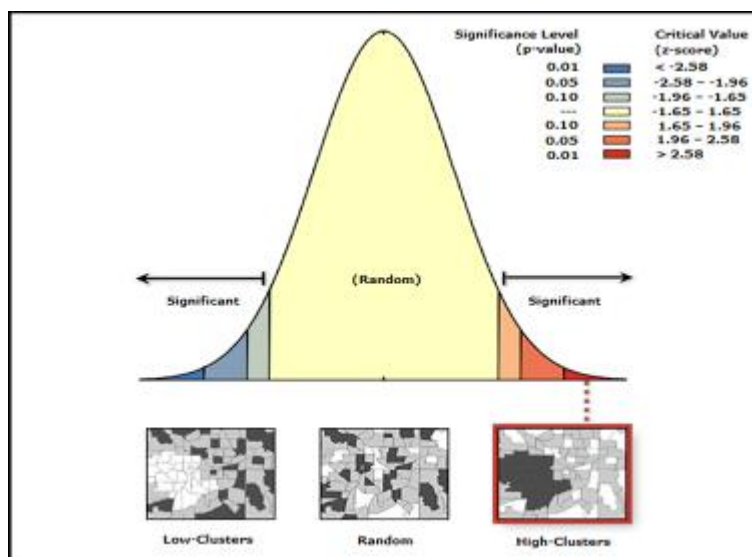 Significance Level Critical Value
(p-value) (z-score)
0.01 < -2.58
0.05 -2.58 – -1.96
0.10 -1.96 – -1.65
--- -1.65 – 1.65
0.10 1.65 – 1.96
0.05 1.96 – 2.58
0.01 > 2.58
(Random)
Significant Significant
Low-Clusters Random High-Clusters